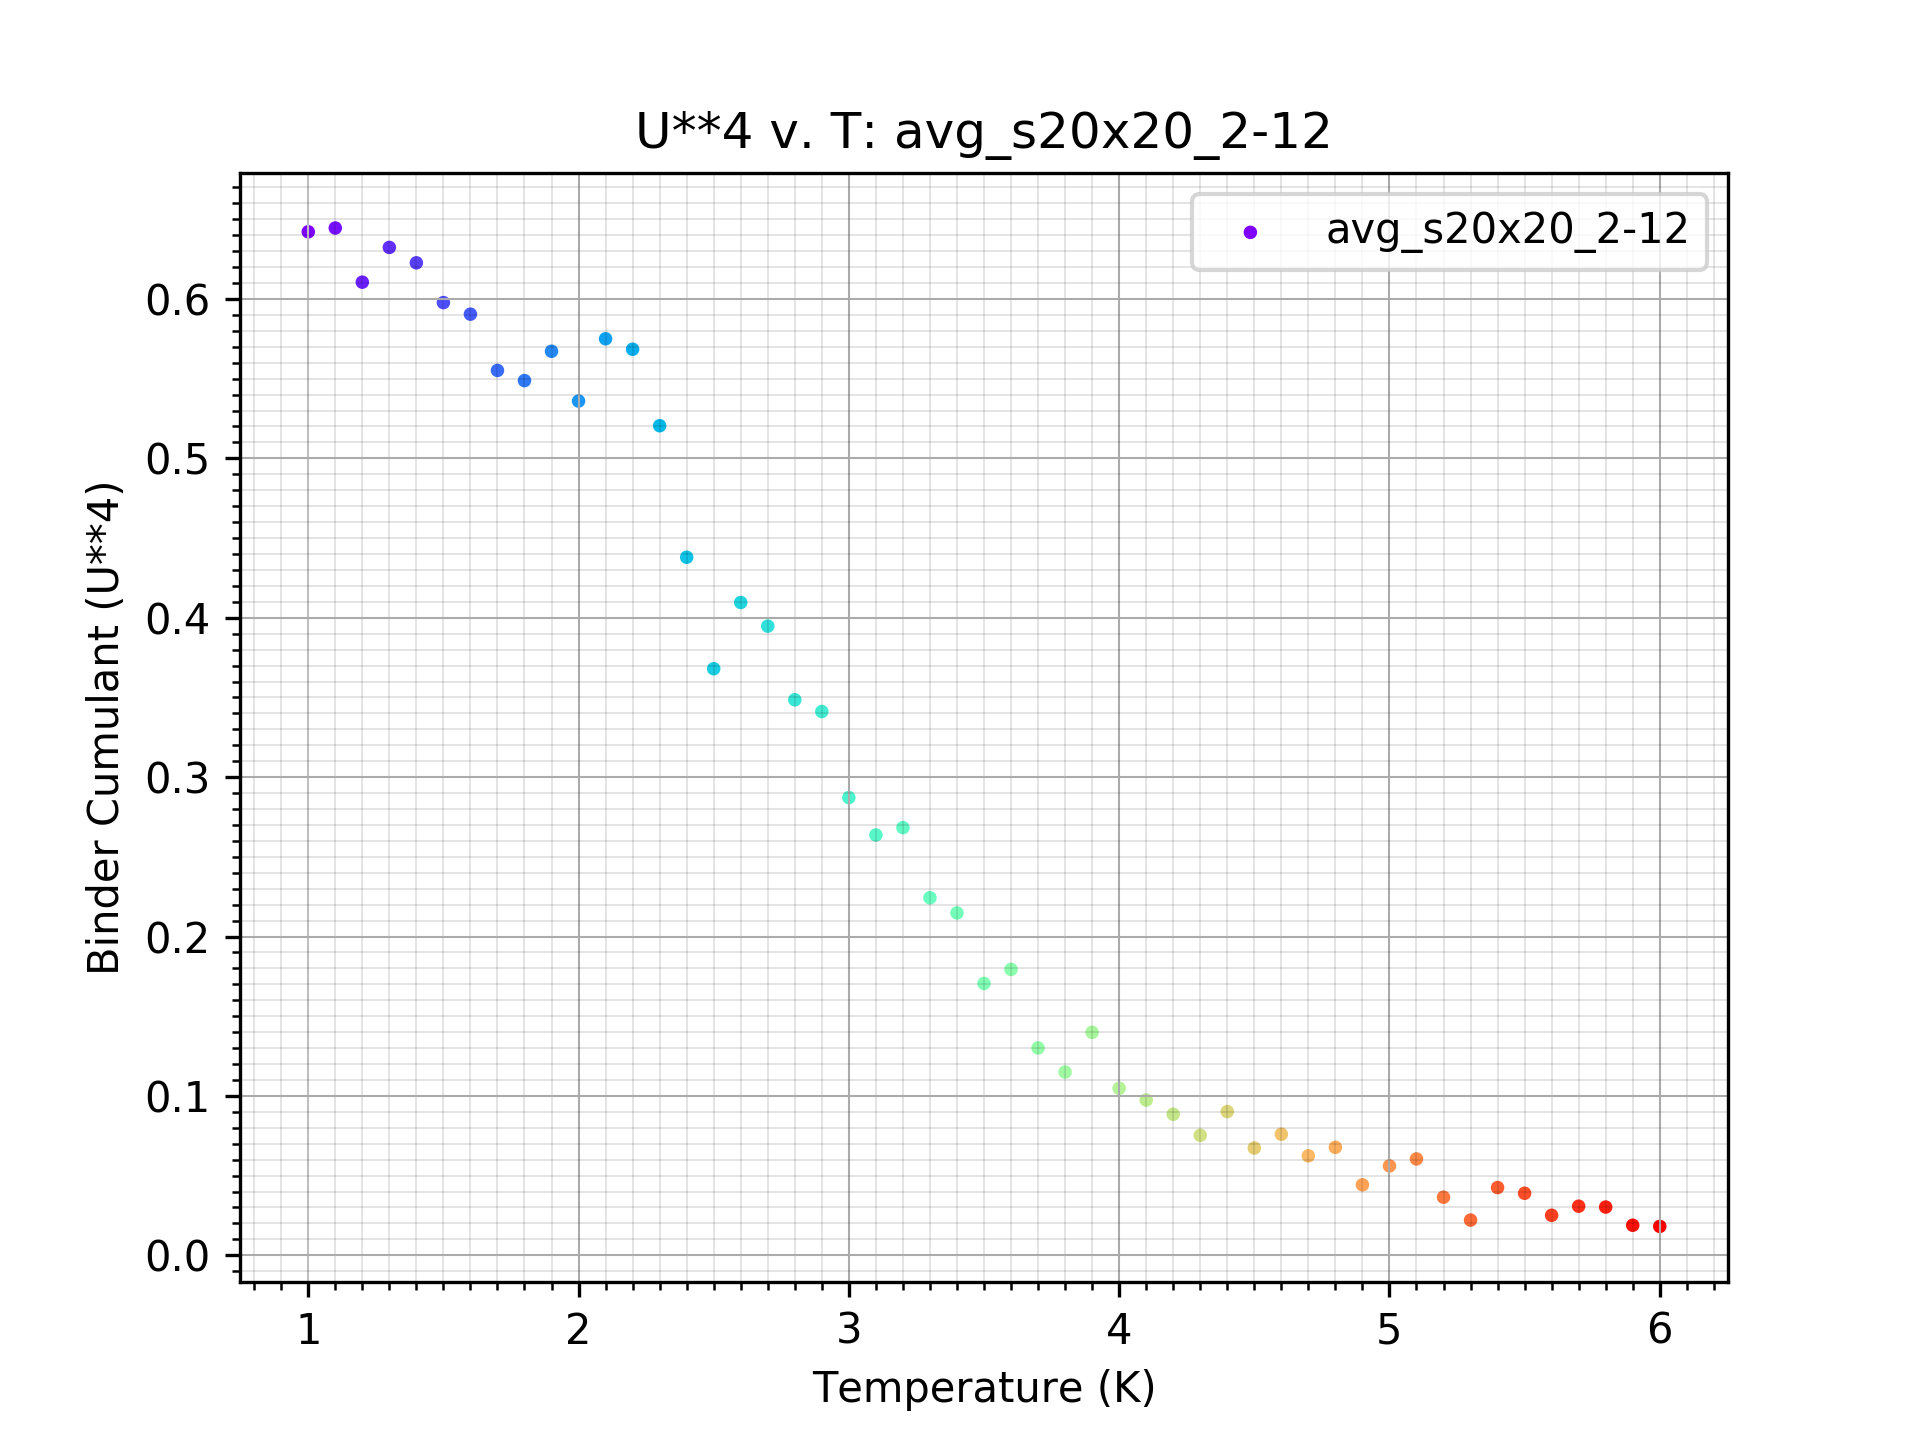 U**4 v. T: avg_s20x20_2-12
avg_s20x20_2-12
Binder Cumulant (U**4)
0.6
0.5
0.4
0.3
0.2
0.1
0.0
1 2 3 4 5 6
Temperature (K)